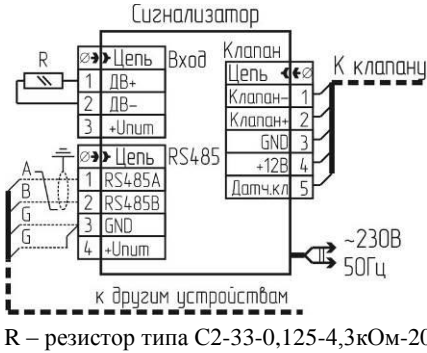 Сигнализатор
R
Цепь Вход
1 ДВ+
2 ДВ-
3 +Uпит
Клапан
Цепь
К клапану
Клапан- 1
Клапан+ 2
GND 3
+12В 4
Датч.кл 5
Цепь RS485
A 1 RS485A
B 2 RS485B
G 3 GND
G 4 +Uпит
~230В
50Гц
к другим устройствам
R – резистор типа С2-33-0,125-4,3кОм-20